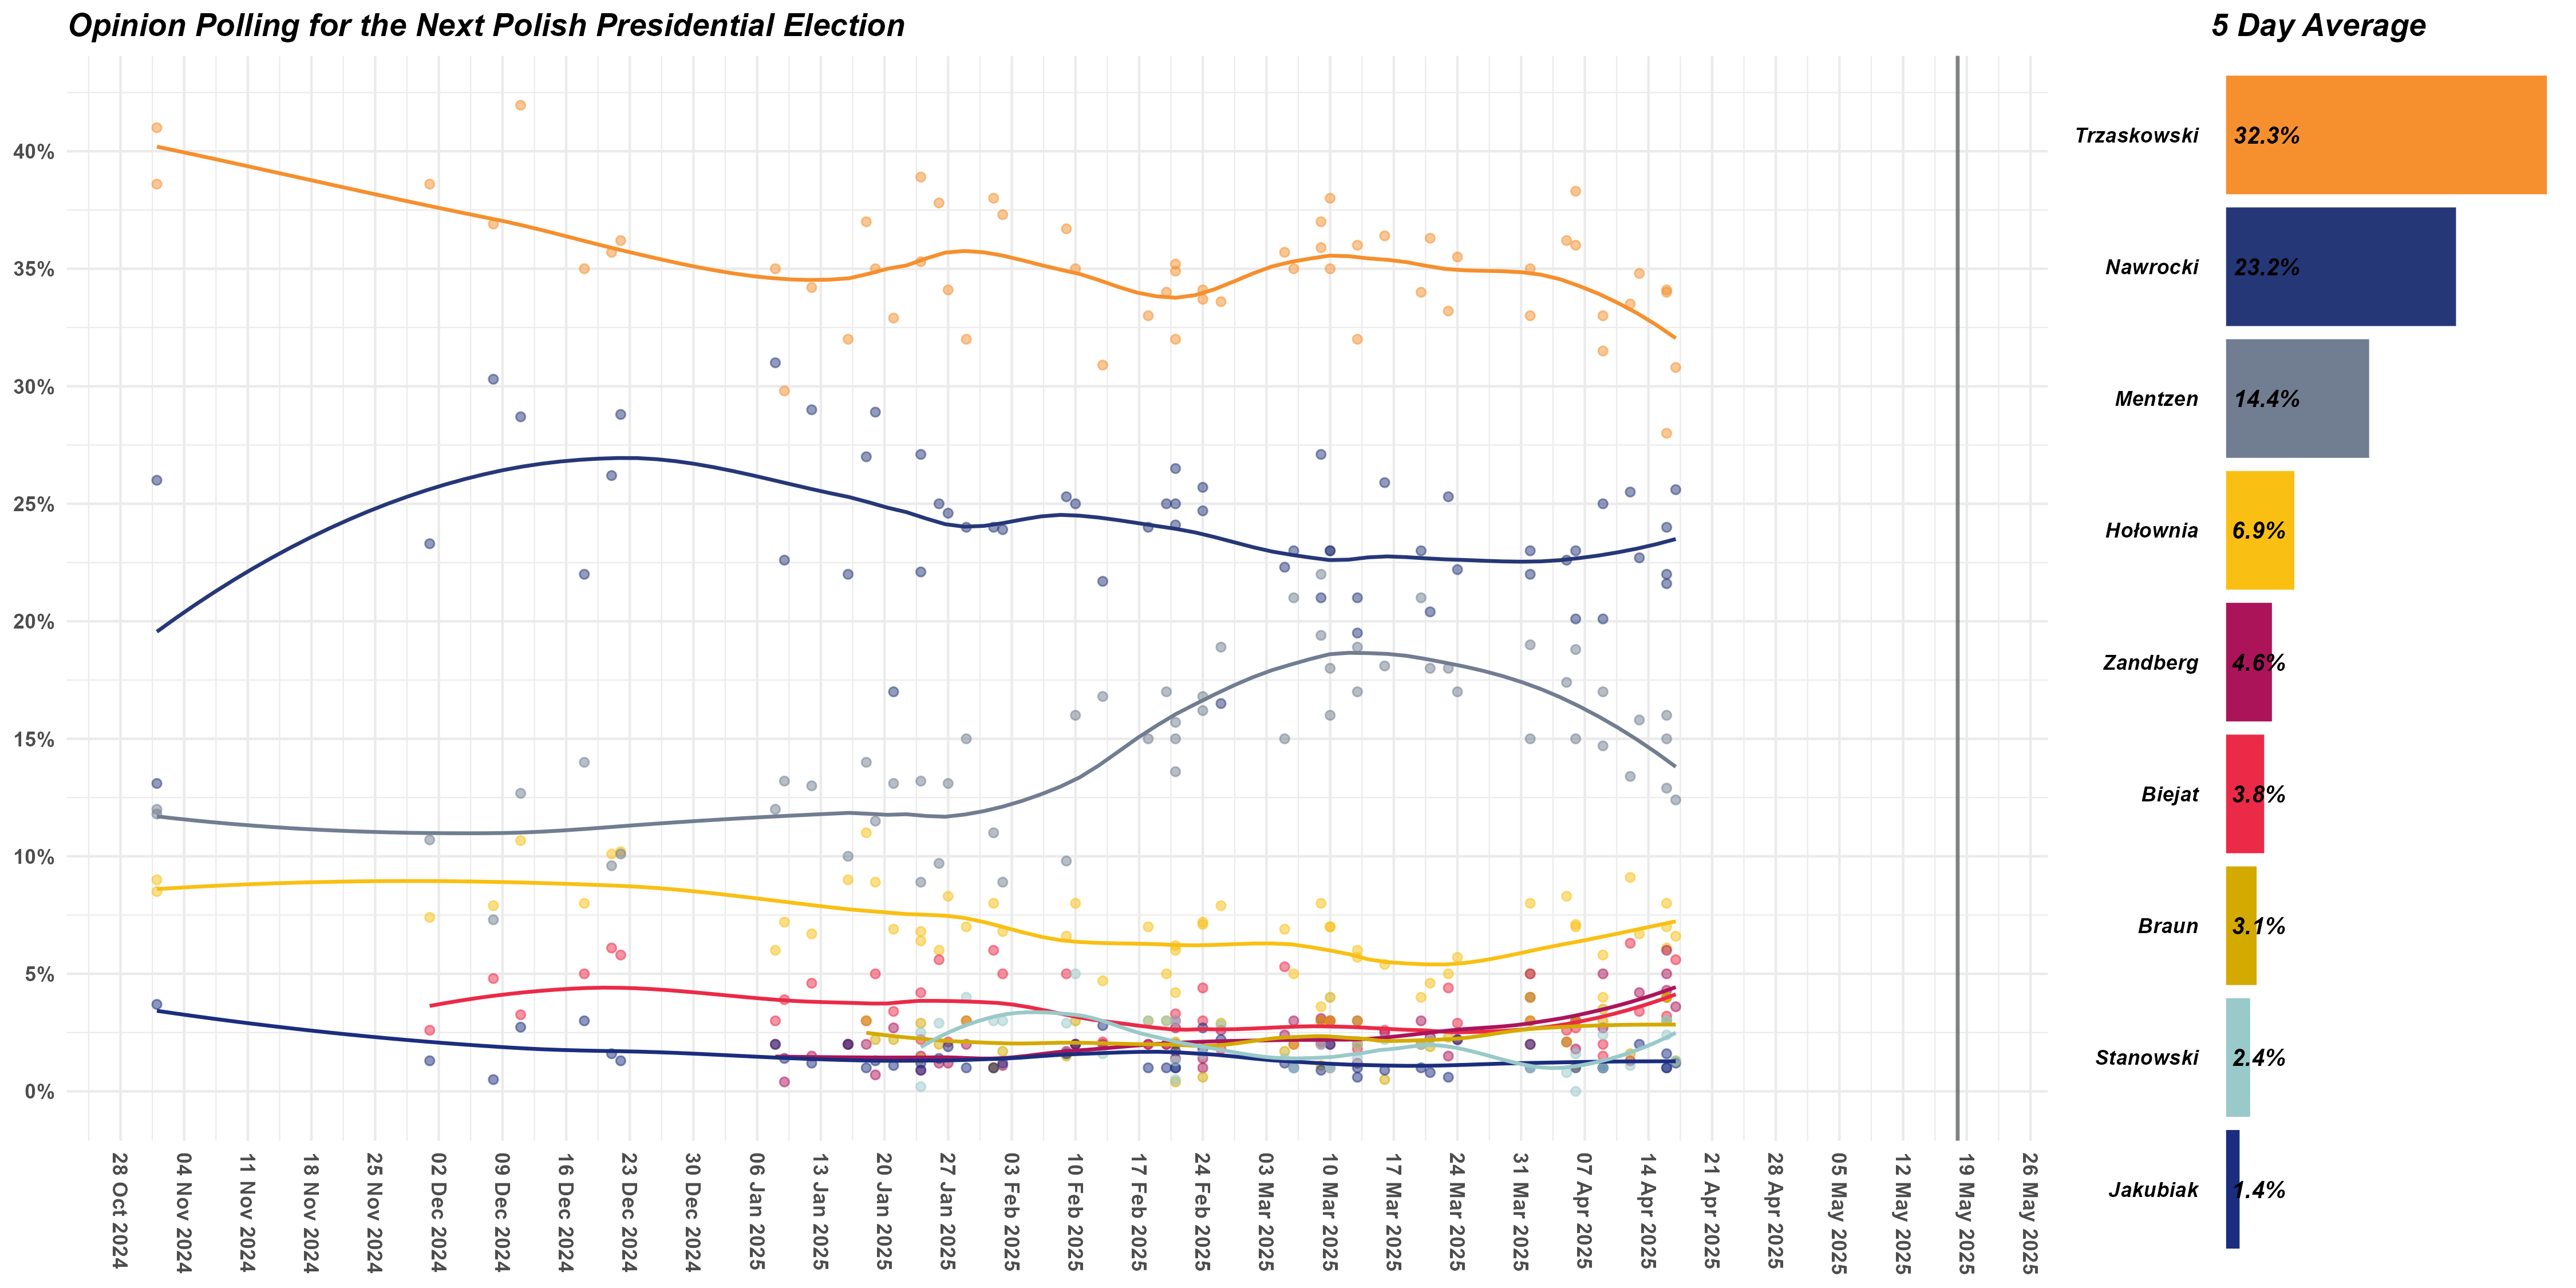 Opinion Polling for the Next Polish Presidential Election
5 Day Average
40%
35%
30%
25%
20%
15%
10%
5%
0%
28 Oct 2024
04 Nov 2024
11 Nov 2024
18 Nov 2024
25 Nov 2024
02 Dec 2024
09 Dec 2024
16 Dec 2024
23 Dec 2024
30 Dec 2024
06 Jan 2025
13 Jan 2025
20 Jan 2025
27 Jan 2025
03 Feb 2025
10 Feb 2025
17 Feb 2025
24 Feb 2025
03 Mar 2025
10 Mar 2025
17 Mar 2025
24 Mar 2025
31 Mar 2025
07 Apr 2025
14 Apr 2025
21 Apr 2025
28 Apr 2025
05 May 2025
12 May 2025
19 May 2025
26 May 2025
Trzaskowski 32.3%
Nawrocki 23.2%
Mentzen 14.4%
Hołownia 6.9%
Zandberg 4.6%
Biejat 3.8%
Braun 3.1%
Stanowski 2.4%
Jakubiak 1.4%